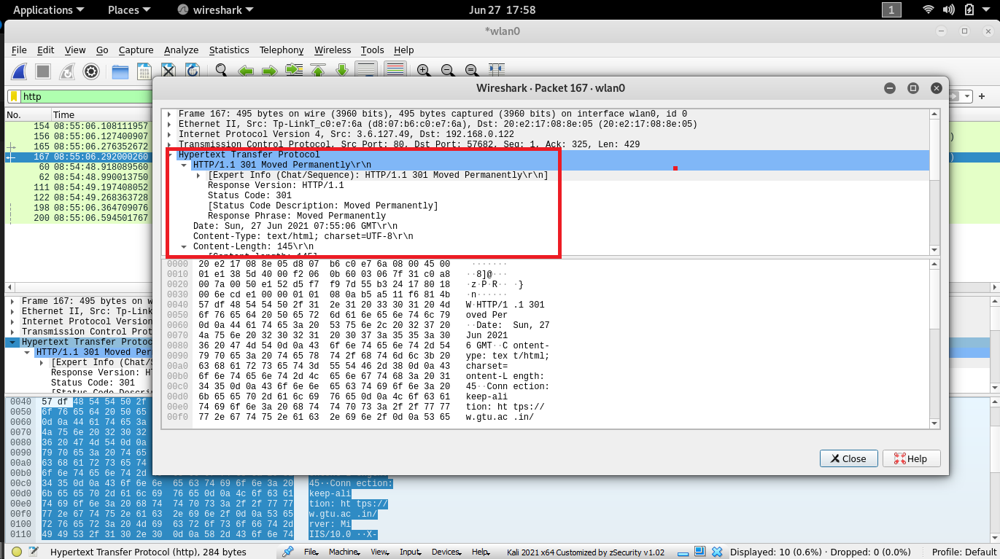 Applications Places wireshark Jun 27 17:58 1
*wlan0
File Edit View Go Capture Analyze Statistics Telephony Wireless Tools Help
http
Wireshark · Packet 167 · wlan0
No. Time
154 08:55:06.108111957
156 08:55:06.127400907
165 08:55:06.276352672
167 08:55:06.292000260
60 08:54:48.918089560
62 08:54:48.990013750
111 08:54:49.197408052
122 08:54:49.268363728
198 08:55:06.364709076
200 08:55:06.594501767
Frame 167: 495 bytes on wire (3960 bits), 495 bytes captured (3960 bits) on interface wlan0, id 0
Ethernet II, Src: Tp-LinkT_c0:e7:6a (d8:07:b6:c0:e7:6a), Dst: 20:e2:17:08:8e:05 (20:e2:17:08:8e:05)
Internet Protocol Version 4, Src: 3.6.127.49, Dst: 192.168.0.122
Transmission Control Protocol, Src Port: 80, Dst Port: 57682, Seq: 1, Ack: 325, Len: 429
Hypertext Transfer Protocol
HTTP/1.1 301 Moved Permanently\r\n
[Expert Info (Chat/Sequence): HTTP/1.1 301 Moved Permanently\r\n]
Response Version: HTTP/1.1
Status Code: 301
[Status Code Description: Moved Permanently]
Response Phrase: Moved Permanently
Date: Sun, 27 Jun 2021 07:55:06 GMT\r\n
Content-Type: text/html; charset=UTF-8\r\n
Content-Length: 145\r\n
[Content length: 145]
0000 20 e2 17 08 8e 05 d8 07 b6 c0 e7 6a 08 00 45 00 ·······
0010 01 e1 38 5d 40 00 f2 06 0b 60 03 06 7f 31 c0 a8 ··8]@···
0020 00 7a 00 50 e1 52 d5 f7 f9 7d 55 b3 24 17 80 18 ·z·P·R·· ·}
0030 00 6e cd e1 00 00 01 01 08 0a b5 a5 11 f6 81 4b ·n······
0040 57 df 48 54 54 50 2f 31 2e 31 20 33 30 31 20 4d W·HTTP/1 .1 301
0050 6f 76 65 64 20 50 65 72 6d 61 6e 65 6e 74 6c 79 oved Per
0060 0d 0a 44 61 74 65 3a 20 53 75 6e 2c 20 32 37 20 ··Date: Sun, 27
0070 4a 75 6e 20 32 30 32 31 20 30 37 3a 35 35 3a 30 Jun 2021
0080 36 20 47 4d 54 0d 0a 43 6f 6e 74 65 6e 74 2d 54 6 GMT··C ontent-
0090 79 70 65 3a 20 74 65 78 74 2f 68 74 6d 6c 3b 20 ype: tex t/html;
00a0 63 68 61 72 73 65 74 3d 55 54 46 2d 38 0d 0a 43 charset=
00b0 6f 6e 74 65 6e 74 2d 4c 65 6e 67 74 68 3a 20 31 ontent-L ength:
00c0 34 35 0d 0a 43 6f 6e 6e 65 63 74 69 6f 6e 3a 20 45··Conn ection:
00d0 6b 65 65 70 2d 61 6c 69 76 65 0d 0a 4c 6f 63 61 keep-ali
00e0 74 69 6f 6e 3a 20 68 74 74 70 73 3a 2f 2f 77 77 tion: ht tps://
00f0 77 2e 67 74 75 2e 61 63 2e 69 6e 2f 0d 0a 53 65 w.gtu.ac .in/
Close Help
Frame 167: 495 bytes on w
Ethernet II, Src: Tp-Link
Internet Protocol Version
Transmission Control Prot
Hypertext Transfer Protoc
HTTP/1.1 301 Moved Perm
[Expert Info (Chat/S
Response Version: H
Status Code: 301
[Status Code Descri
0040 57 df 48 54 54 50 2f
0050 6f 76 65 64 20 50 65
0060 0d 0a 44 61 74 65 3a
0070 4a 75 6e 20 32 30 32
0080 36 20 47 4d 54 0d 0a
0090 79 70 65 3a 20 74 65
00a0 63 68 61 72 73 65 74
00b0 6f 6e 74 65 6e 74 2d
00c0 34 35 0d 0a 43 6f 6e 6e 65 63 74 69 6f 6e 3a 20 45··Conn ection:
00d0 6b 65 65 70 2d 61 6c 69 76 65 0d 0a 4c 6f 63 61 keep-ali
00e0 74 69 6f 6e 3a 20 68 74 74 70 73 3a 2f 2f 77 77 tion: ht tps://
00f0 77 2e 67 74 75 2e 61 63 2e 69 6e 2f 0d 0a 53 65 w.gtu.ac .in/
0100 72 76 65 72 3a 20 4d 69 63 72 6f 73 6f 66 74 2d rver: Mi
0110 49 49 53 2f 31 30 2e 30 0d 0a 58 2d 43 6f 6e 74 IIS/10.0 ··X-
Hypertext Transfer Protocol (http), 284 bytes File Machine View Input Devices Help Kali 2021 x64 Customized by zSecurity v1.02 Displayed: 10 (0.6%) · Dropped: 0 (0.0%) Profile: Default